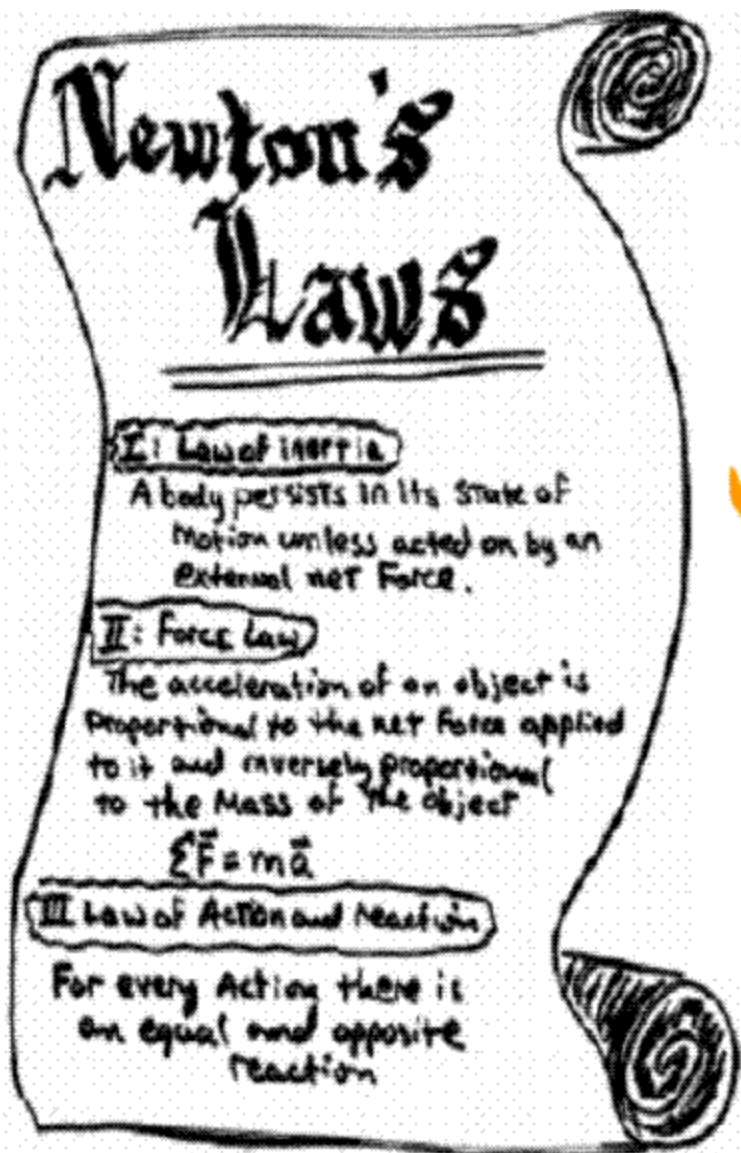 Newton's
Laws
I: Law of inertia
A body persists in its state of
Motion unless acted on by an
external net Force.
II: Force Law
The acceleration of an object is
proportional to the net Force applied
to it and inversely proportional
to the Mass of the object
ΣF⃗ = ma⃗
III Law of Action and reaction
For every Action there is
an equal and opposite
reaction